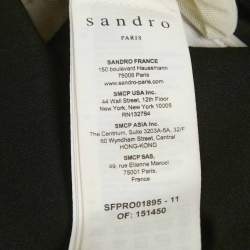 sandro
PARIS
SANDRO FRANCE
150 boulevard Haussmann
75008 Paris
www.sandro-paris.com
SMCP USA Inc.
44 Wall Street, 12th Floor
New York, New York 10005
RN132784
SMCP ASIA Inc.
The Centrium, Suite 3203A-5A, 32/F
60 Wyndham Street, Central
HONG-KONG
SMCP SAS,
49, rue Etienne Marcel
75001 Paris,
France
SFPRO01895 - 11
OF: 151450